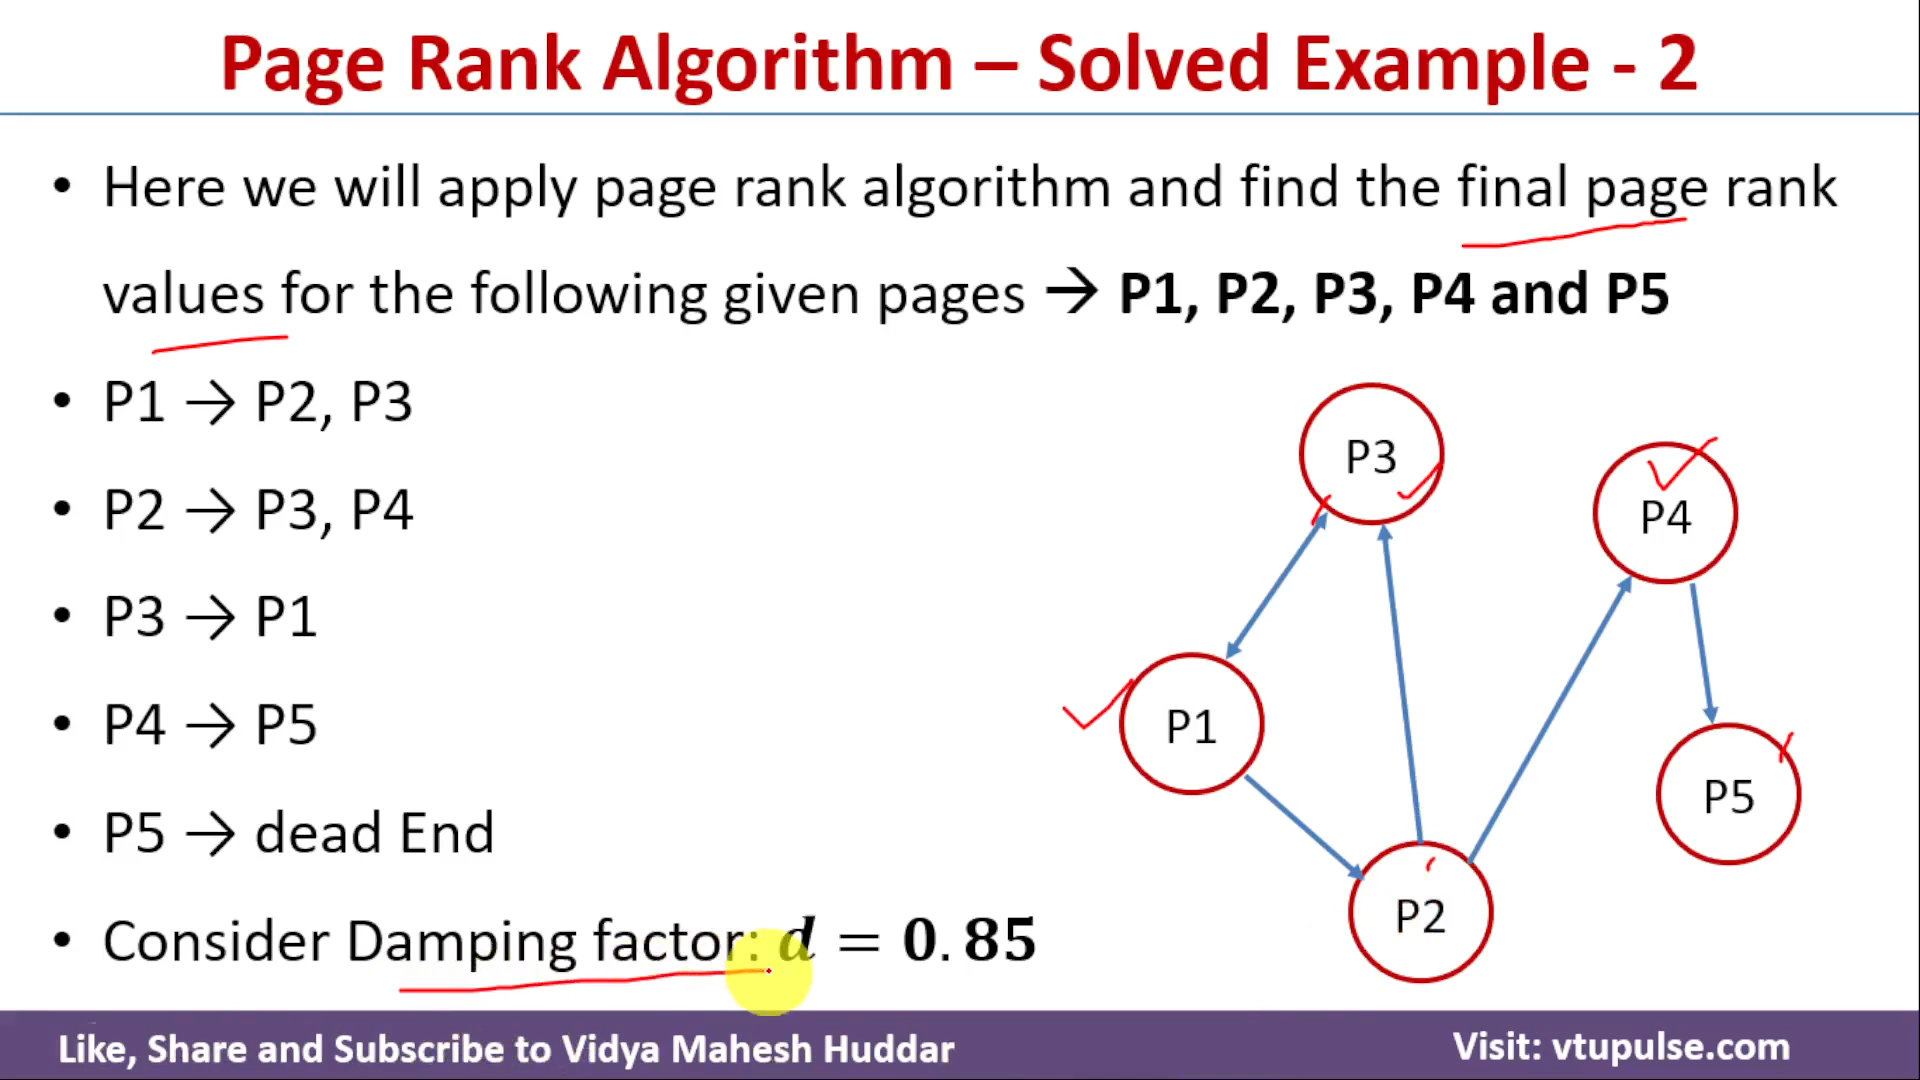 Page Rank Algorithm – Solved Example - 2
• Here we will apply page rank algorithm and find the final page rank
values for the following given pages → P1, P2, P3, P4 and P5
• P1 → P2, P3
• P2 → P3, P4
• P3 → P1
• P4 → P5
• P5 → dead End
• Consider Damping factor: d = 0.85
P3
P4
P1
P5
P2
Like, Share and Subscribe to Vidya Mahesh Huddar
Visit: vtupulse.com